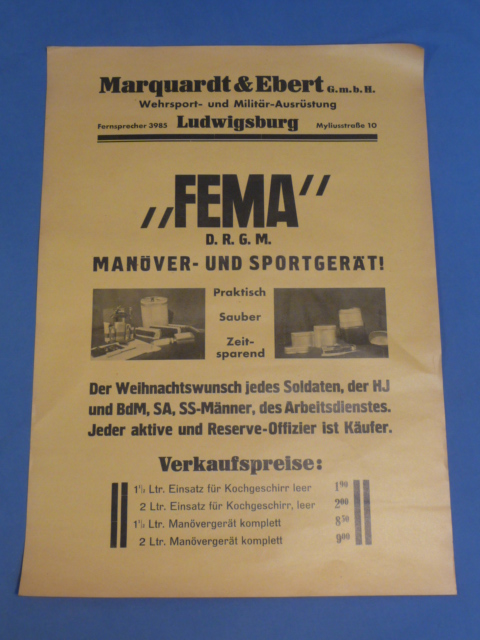 Marquardt & Ebert G.m.b.H.
Wehrsport- und Militär-Ausrüstung
Fernsprecher 3985 Ludwigsburg Myliusstraße 10
„FEMA“
D. R. G. M.
MANÖVER- UND SPORTGERÄT!
Praktisch
Sauber
Zeit-
sparend
Der Weihnachtswunsch jedes Soldaten, der HJ
und BdM, SA, SS-Männer, des Arbeitsdienstes.
Jeder aktive und Reserve-Offizier ist Käufer.
Verkaufspreise:
1½ Ltr. Einsatz für Kochgeschirr leer 1⁹⁰
2 Ltr. Einsatz für Kochgeschirr, leer 2⁰⁰
1½ Ltr. Manövergerät komplett 8⁵⁰
2 Ltr. Manövergerät komplett 9⁰⁰